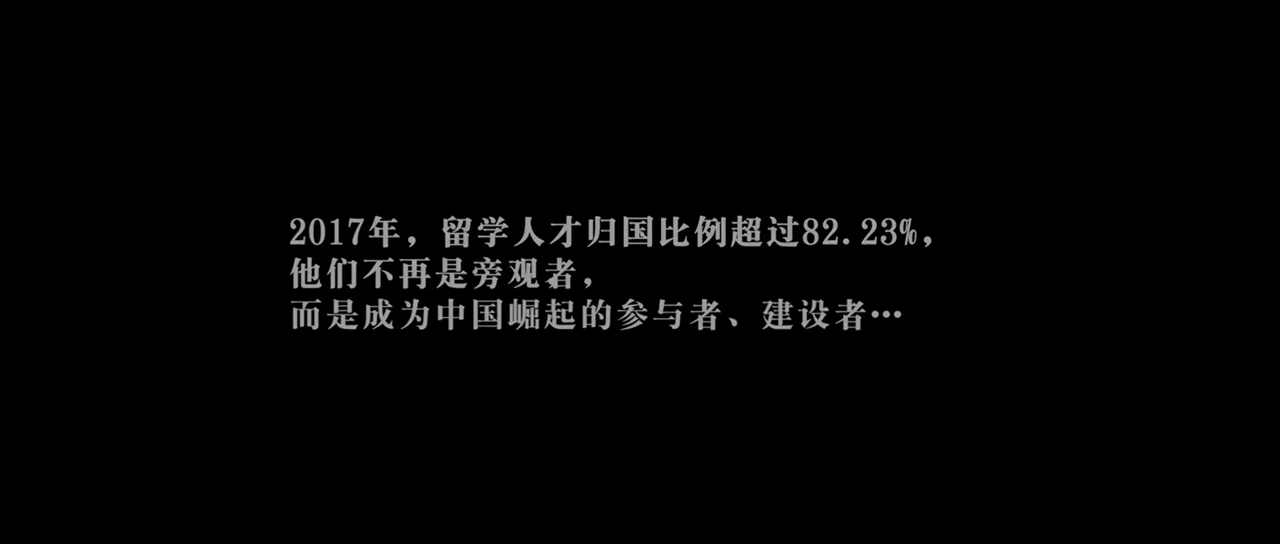 2017年，留学人才归国比例超过82.23%，
他们不再是旁观者，
而是成为中国崛起的参与者、建设者…